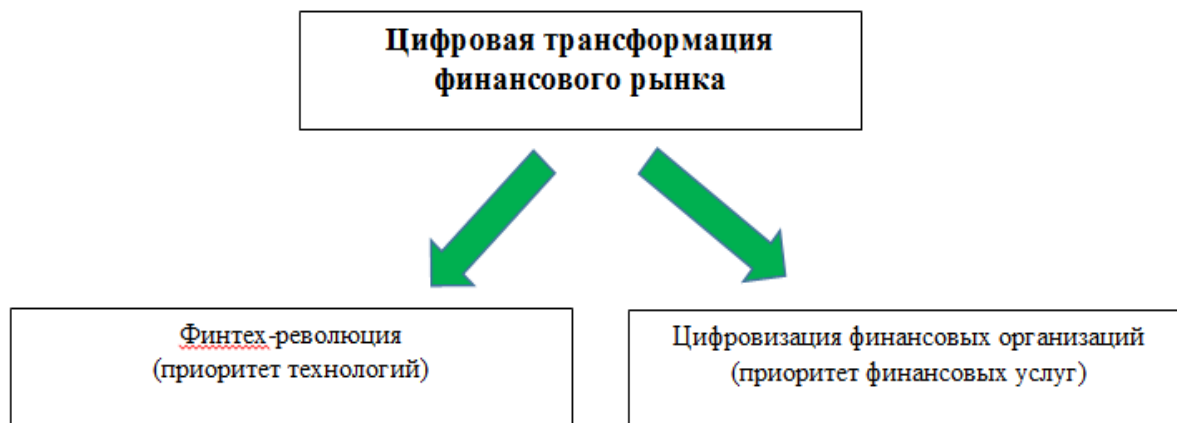 Цифровая трансформация
финансового рынка
Финтех-революция
(приоритет технологий)
Цифровизация финансовых организаций
(приоритет финансовых услуг)